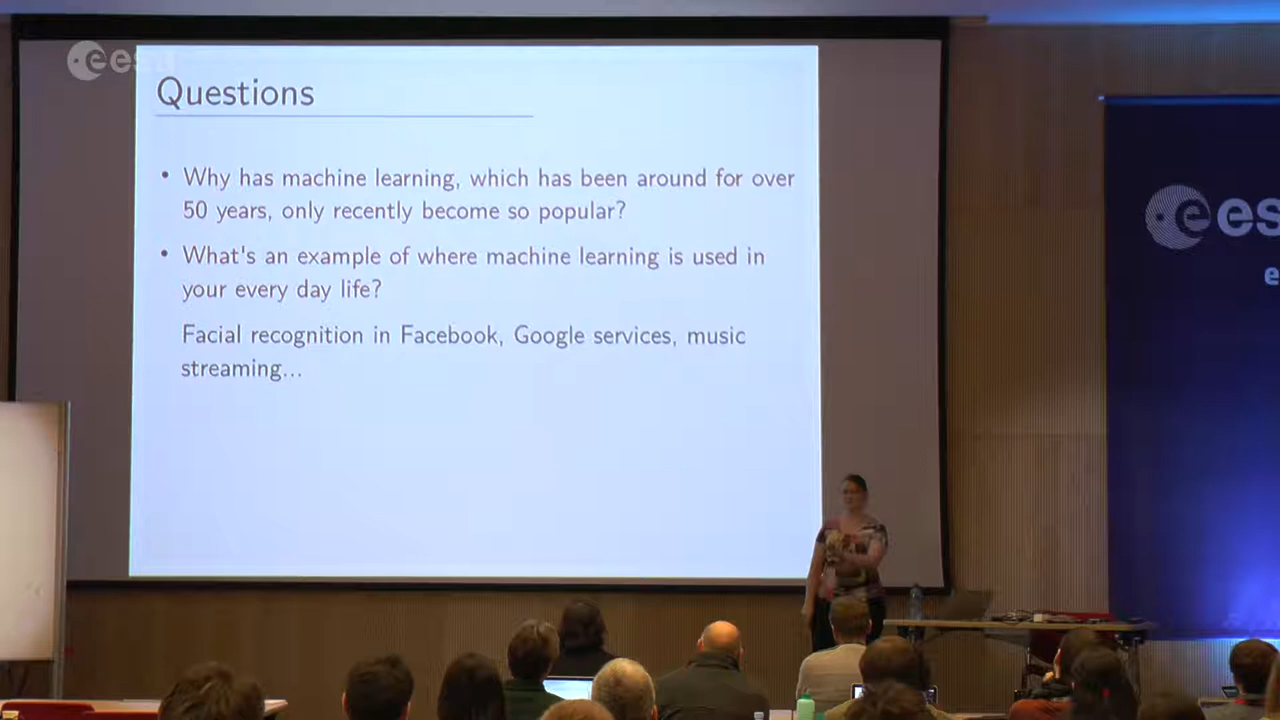 esa
Questions
• Why has machine learning, which has been around for over
50 years, only recently become so popular?
• What's an example of where machine learning is used in
your every day life?
Facial recognition in Facebook, Google services, music
streaming...
es
e